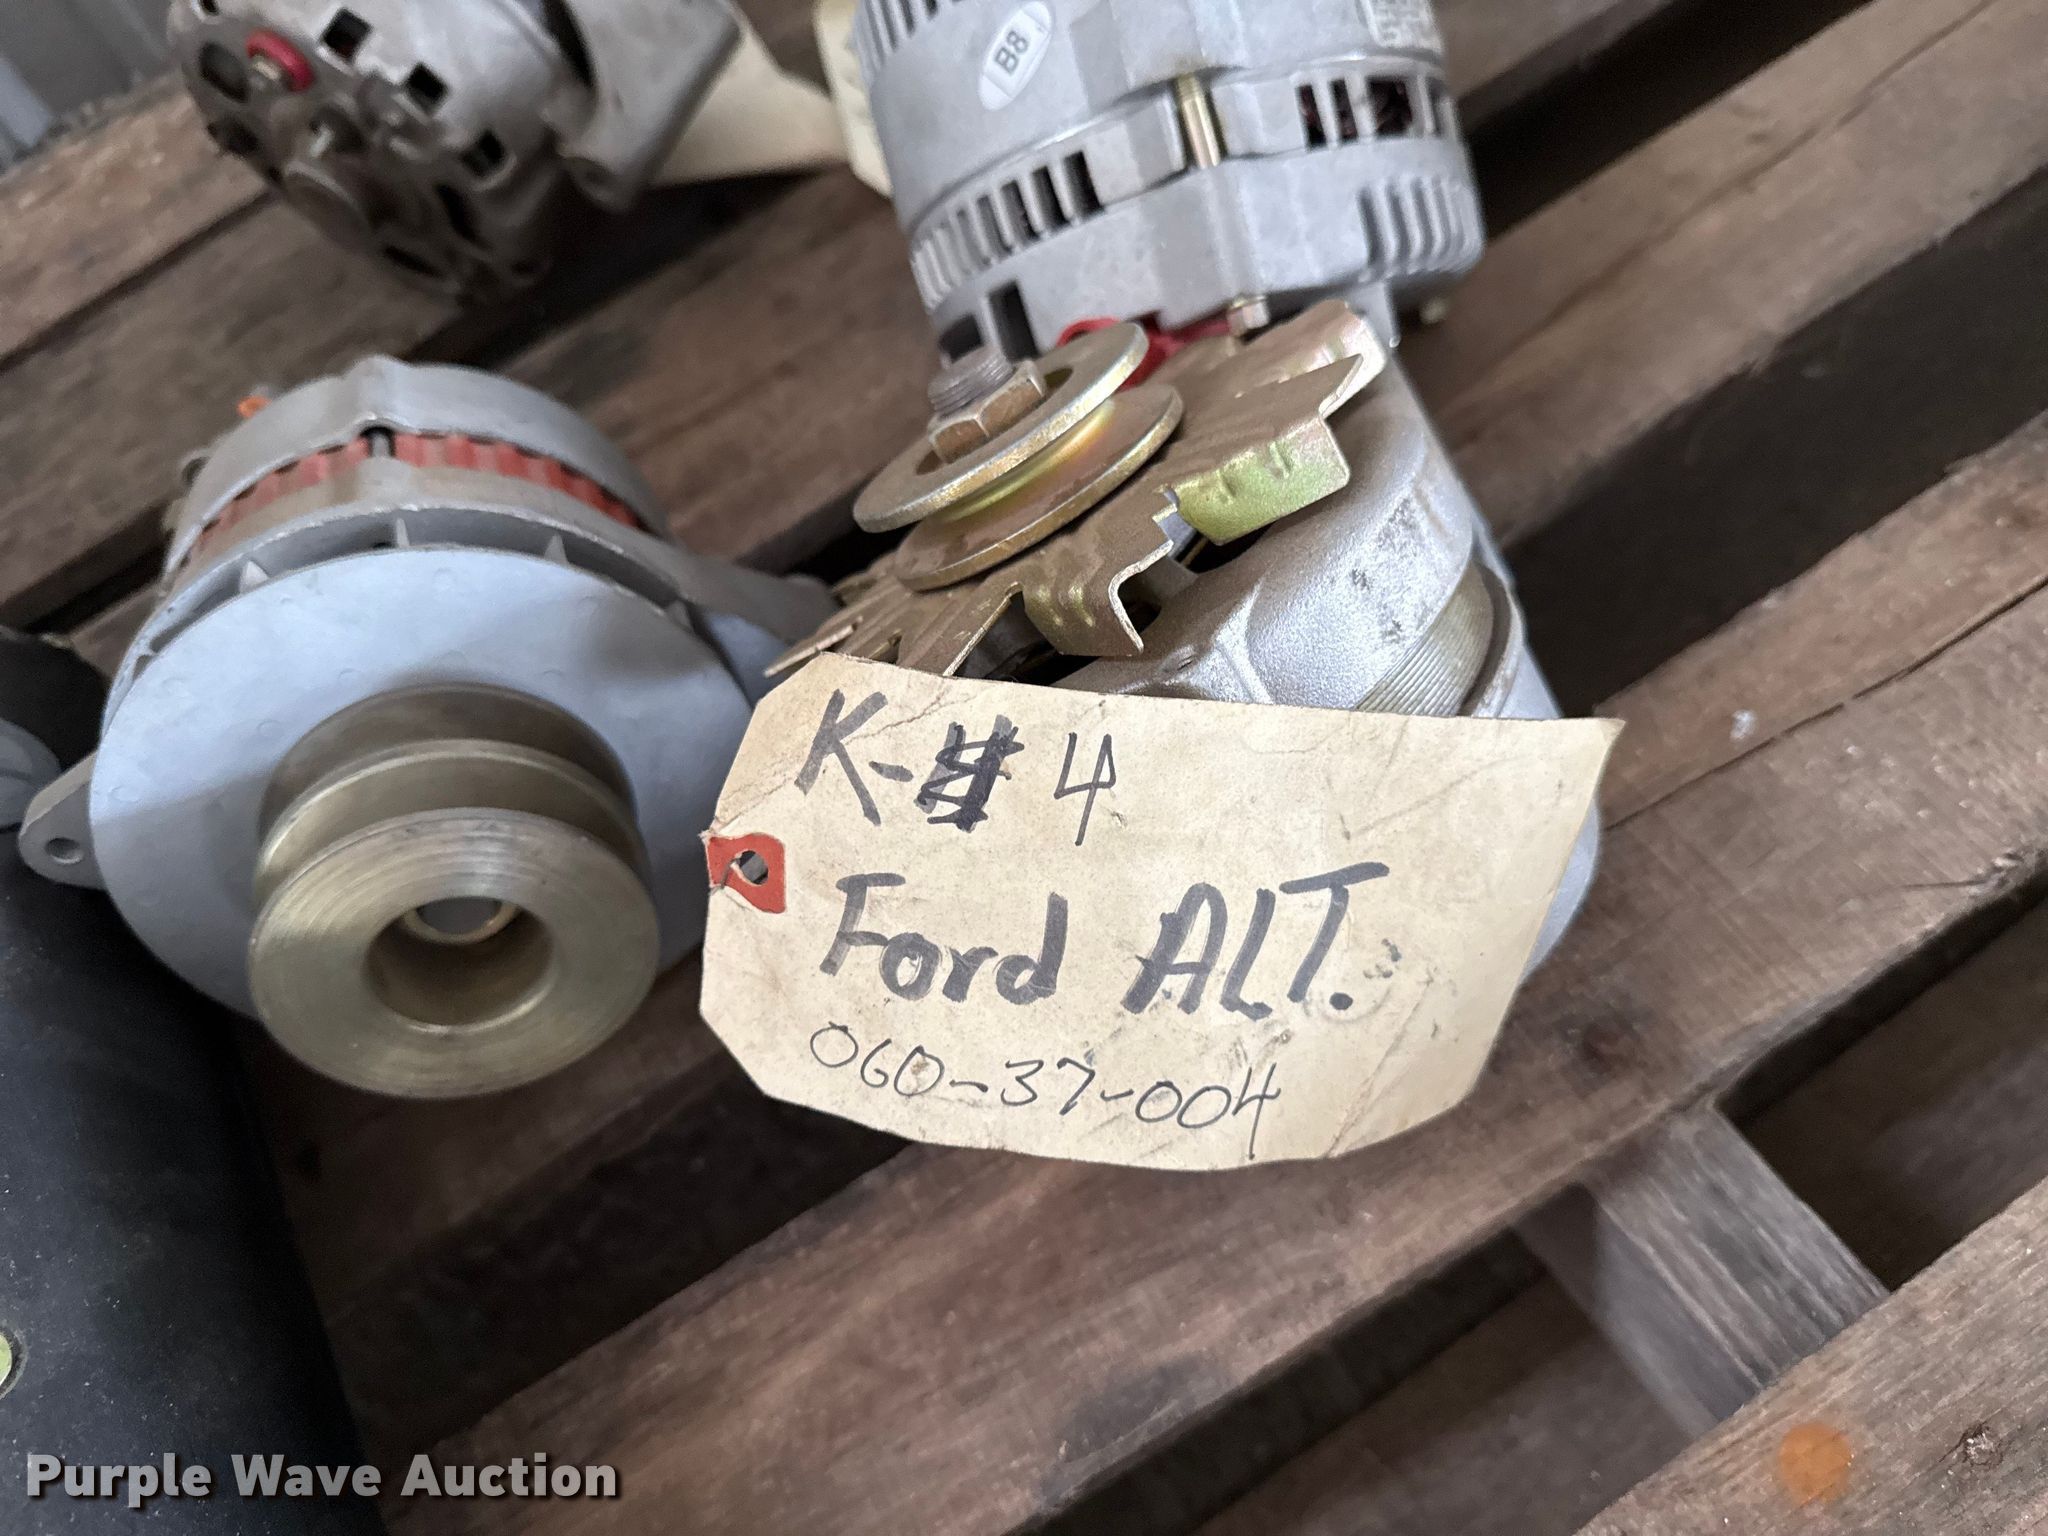 B8
K-# 4
Ford ALT.
060-37-004
Purple Wave Auction